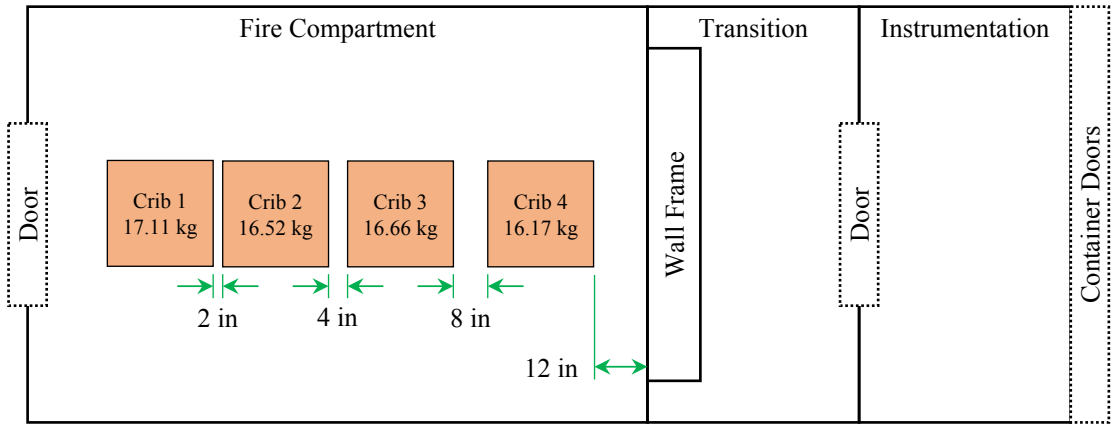 Fire Compartment
Transition
Instrumentation
Door
Crib 1
17.11 kg
Crib 2
16.52 kg
Crib 3
16.66 kg
Crib 4
16.17 kg
Wall Frame
Door
Container Doors
2 in
4 in
8 in
12 in